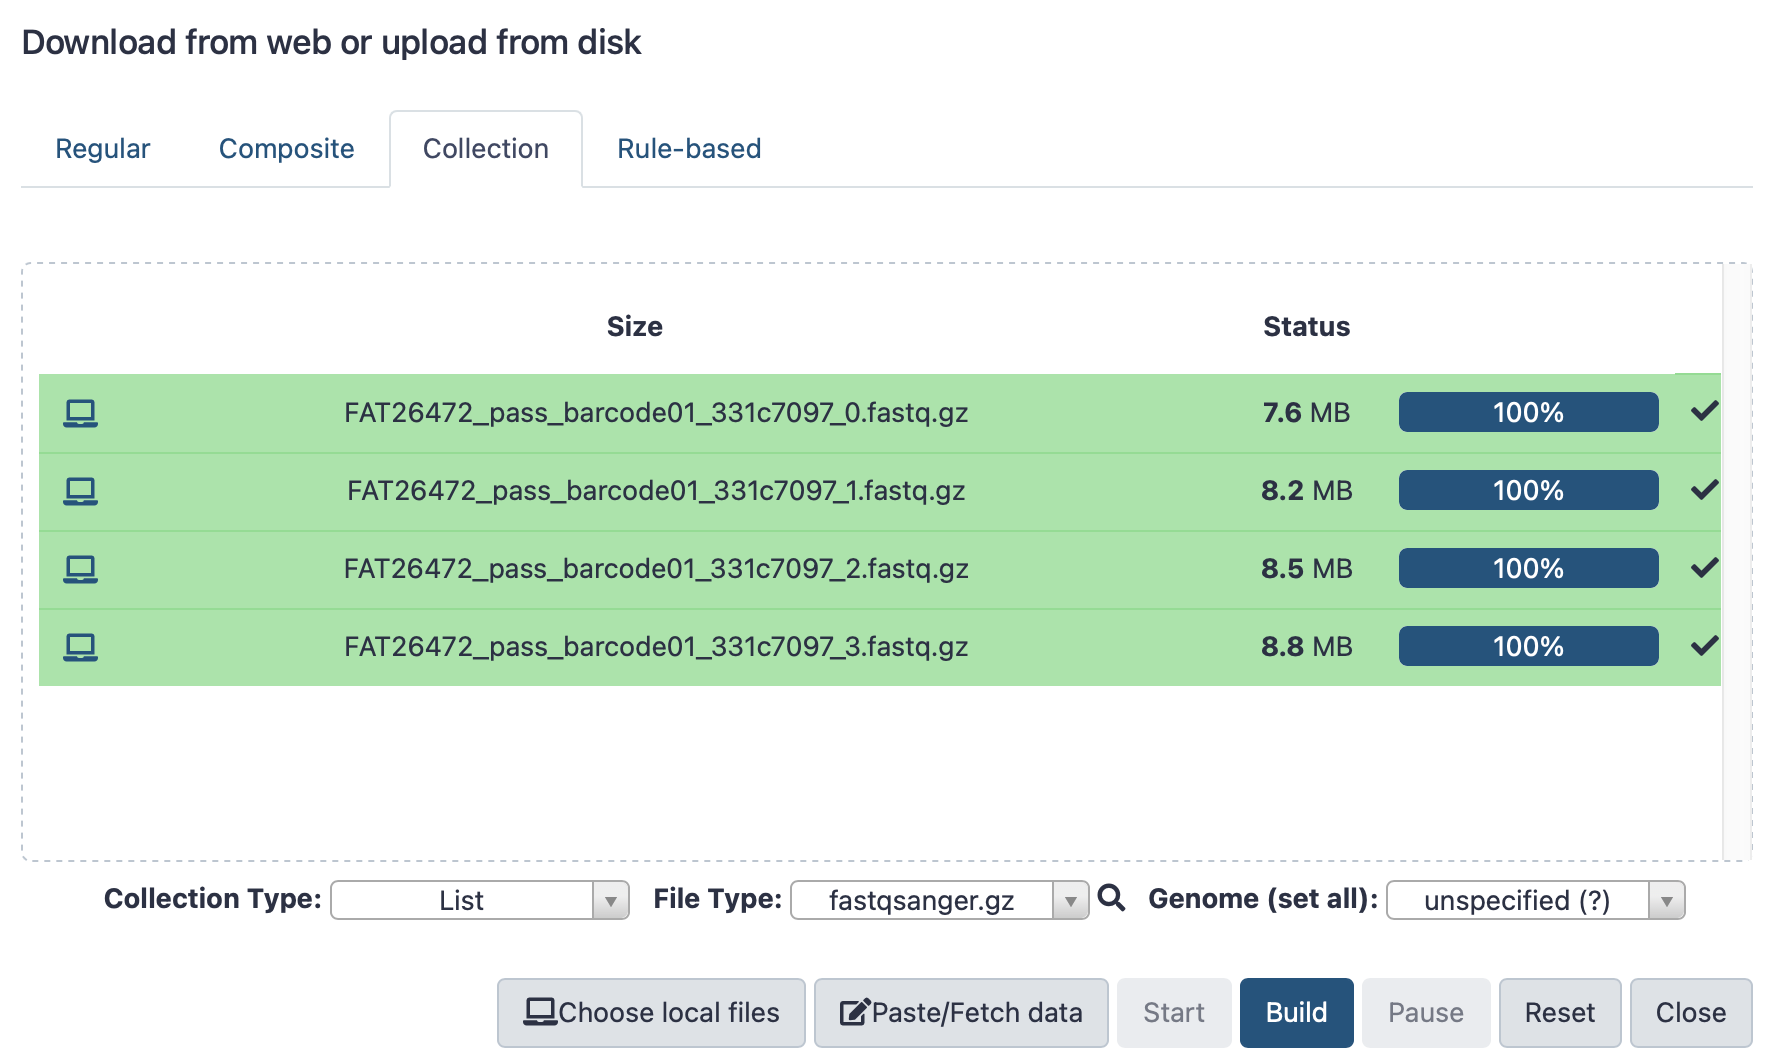 Download from web or upload from disk
Regular Composite Collection Rule-based
Size Status
FAT26472_pass_barcode01_331c7097_0.fastq.gz 7.6 MB 100%
FAT26472_pass_barcode01_331c7097_1.fastq.gz 8.2 MB 100%
FAT26472_pass_barcode01_331c7097_2.fastq.gz 8.5 MB 100%
FAT26472_pass_barcode01_331c7097_3.fastq.gz 8.8 MB 100%
Collection Type: List File Type: fastqsanger.gz Genome (set all): unspecified (?)
Choose local files Paste/Fetch data Start Build Pause Reset Close